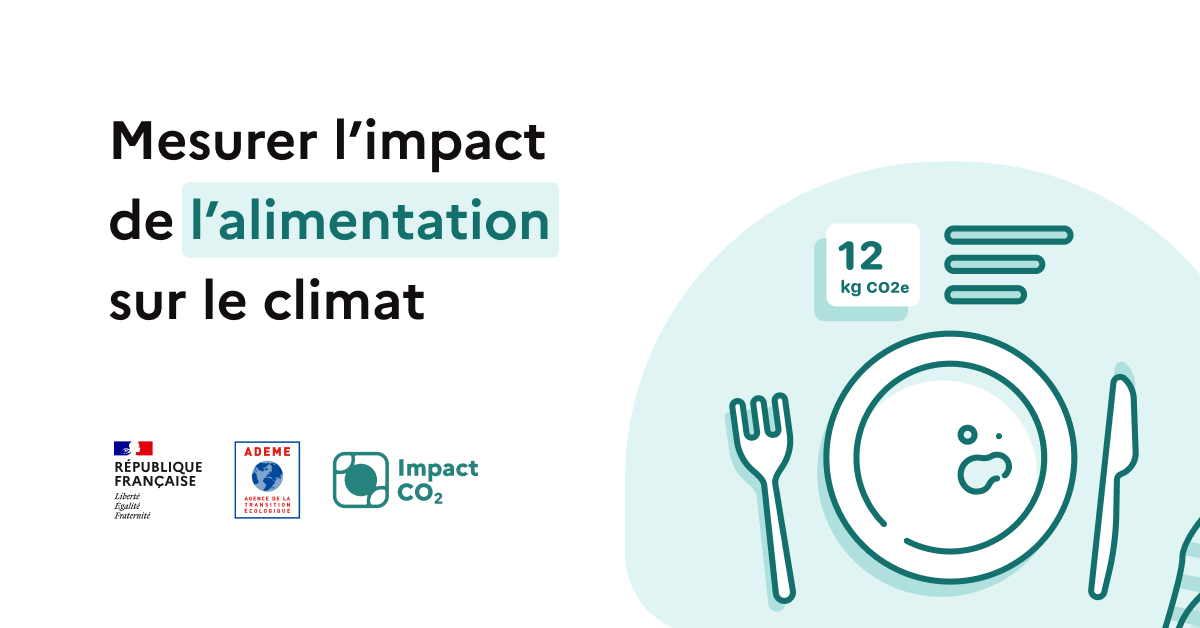 Mesurer l’impact
de l’alimentation
sur le climat
12
kg CO2e
RÉPUBLIQUE
FRANÇAISE
Liberté
Égalité
Fraternité
ADEME
AGENCE DE LA
TRANSITION
ÉCOLOGIQUE
Impact
CO₂